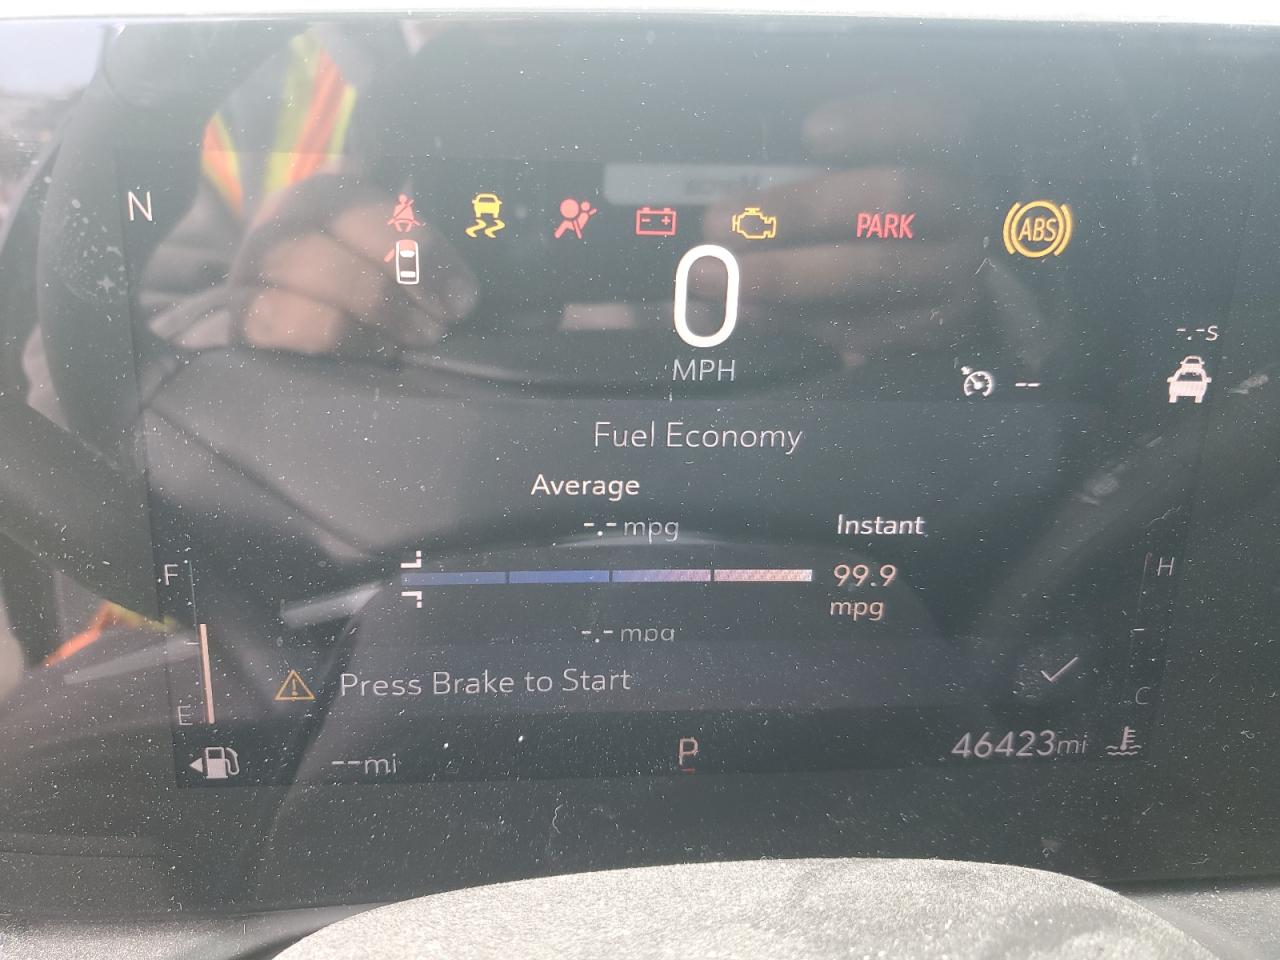 N
PARK
ABS
0
MPH
-.-s
--
Fuel Economy
Average
-.- mpg
Instant
F
99.9
mpg
H
-.- mpg
Press Brake to Start
E
C
--mi
P
46423mi